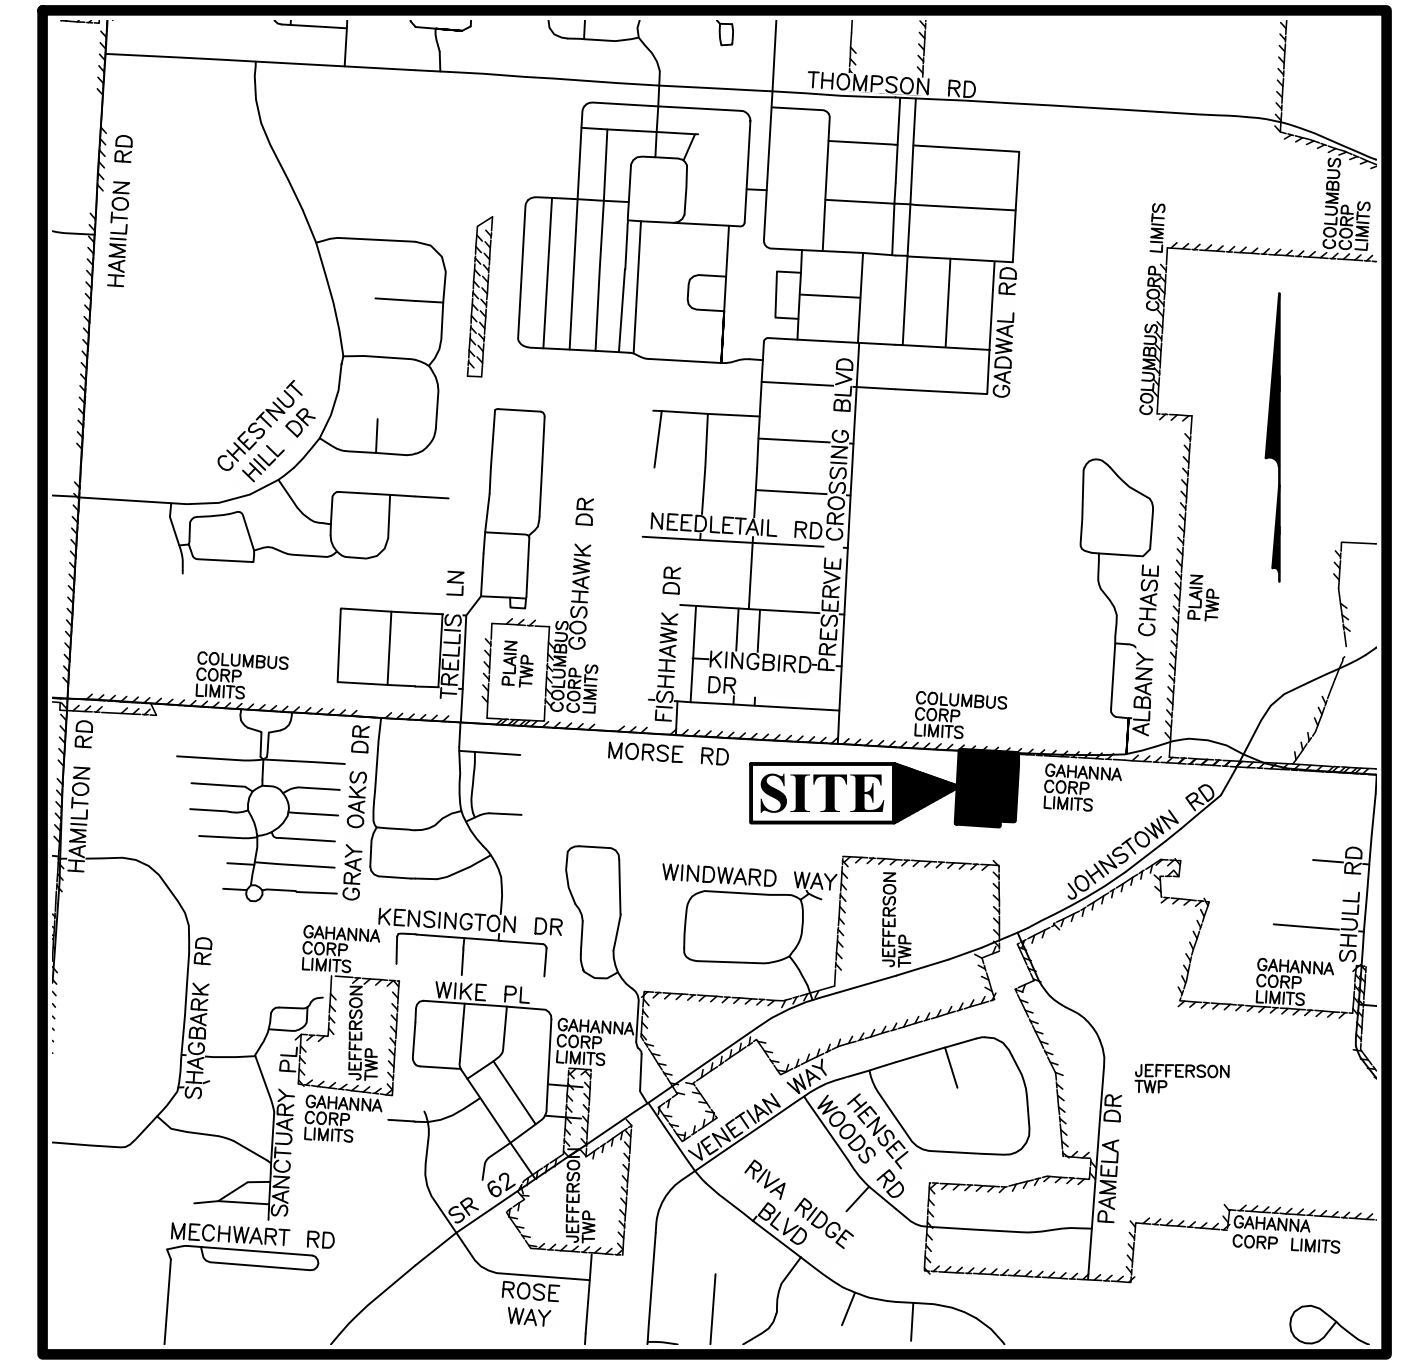 THOMPSON RD
HAMILTON RD
COLUMBUS
CORP
LIMITS
COLUMBUS CORP LIMITS
GADWAL RD
CHESTNUT
HILL DR
PRESERVE CROSSING BLVD
NEEDLETAIL RD
GOSHAWK DR
TRELLIS LN
FISHHAWK DR
ALBANY CHASE
PLAIN
TWP
PLAIN
TWP
COLUMBUS
CORP
LIMITS
COLUMBUS
CORP
LIMITS
KINGBIRD
DR
COLUMBUS
CORP
LIMITS
MORSE RD
HAMILTON RD
GRAY OAKS DR
SITE
GAHANNA
CORP
LIMITS
JOHNSTOWN RD
SHULL RD
WINDWARD WAY
JEFFERSON
TWP
KENSINGTON DR
GAHANNA
CORP
LIMITS
SHAGBARK RD
WIKE PL
JEFFERSON
TWP
GAHANNA
CORP
LIMITS
GAHANNA
CORP
LIMITS
SANCTUARY PL
GAHANNA
CORP
LIMITS
JEFFERSON
TWP
VENETIAN WAY
HENSEL
WOODS RD
PAMELA DR
RIVA RIDGE
BLVD
SR 62
JEFFERSON
TWP
MECHWART RD
GAHANNA
CORP LIMITS
ROSE
WAY